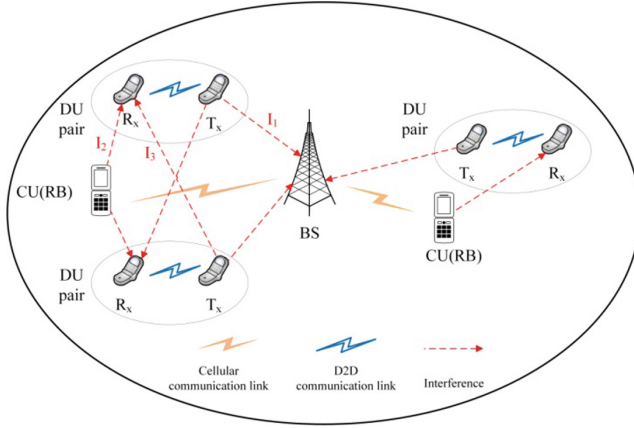 DU
pair
Rx
Tx
I1
I2
I3
CU(RB)
BS
DU
pair
Tx
Rx
CU(RB)
DU
pair
Rx
Tx
Cellular
communication link
D2D
communication link
Interference